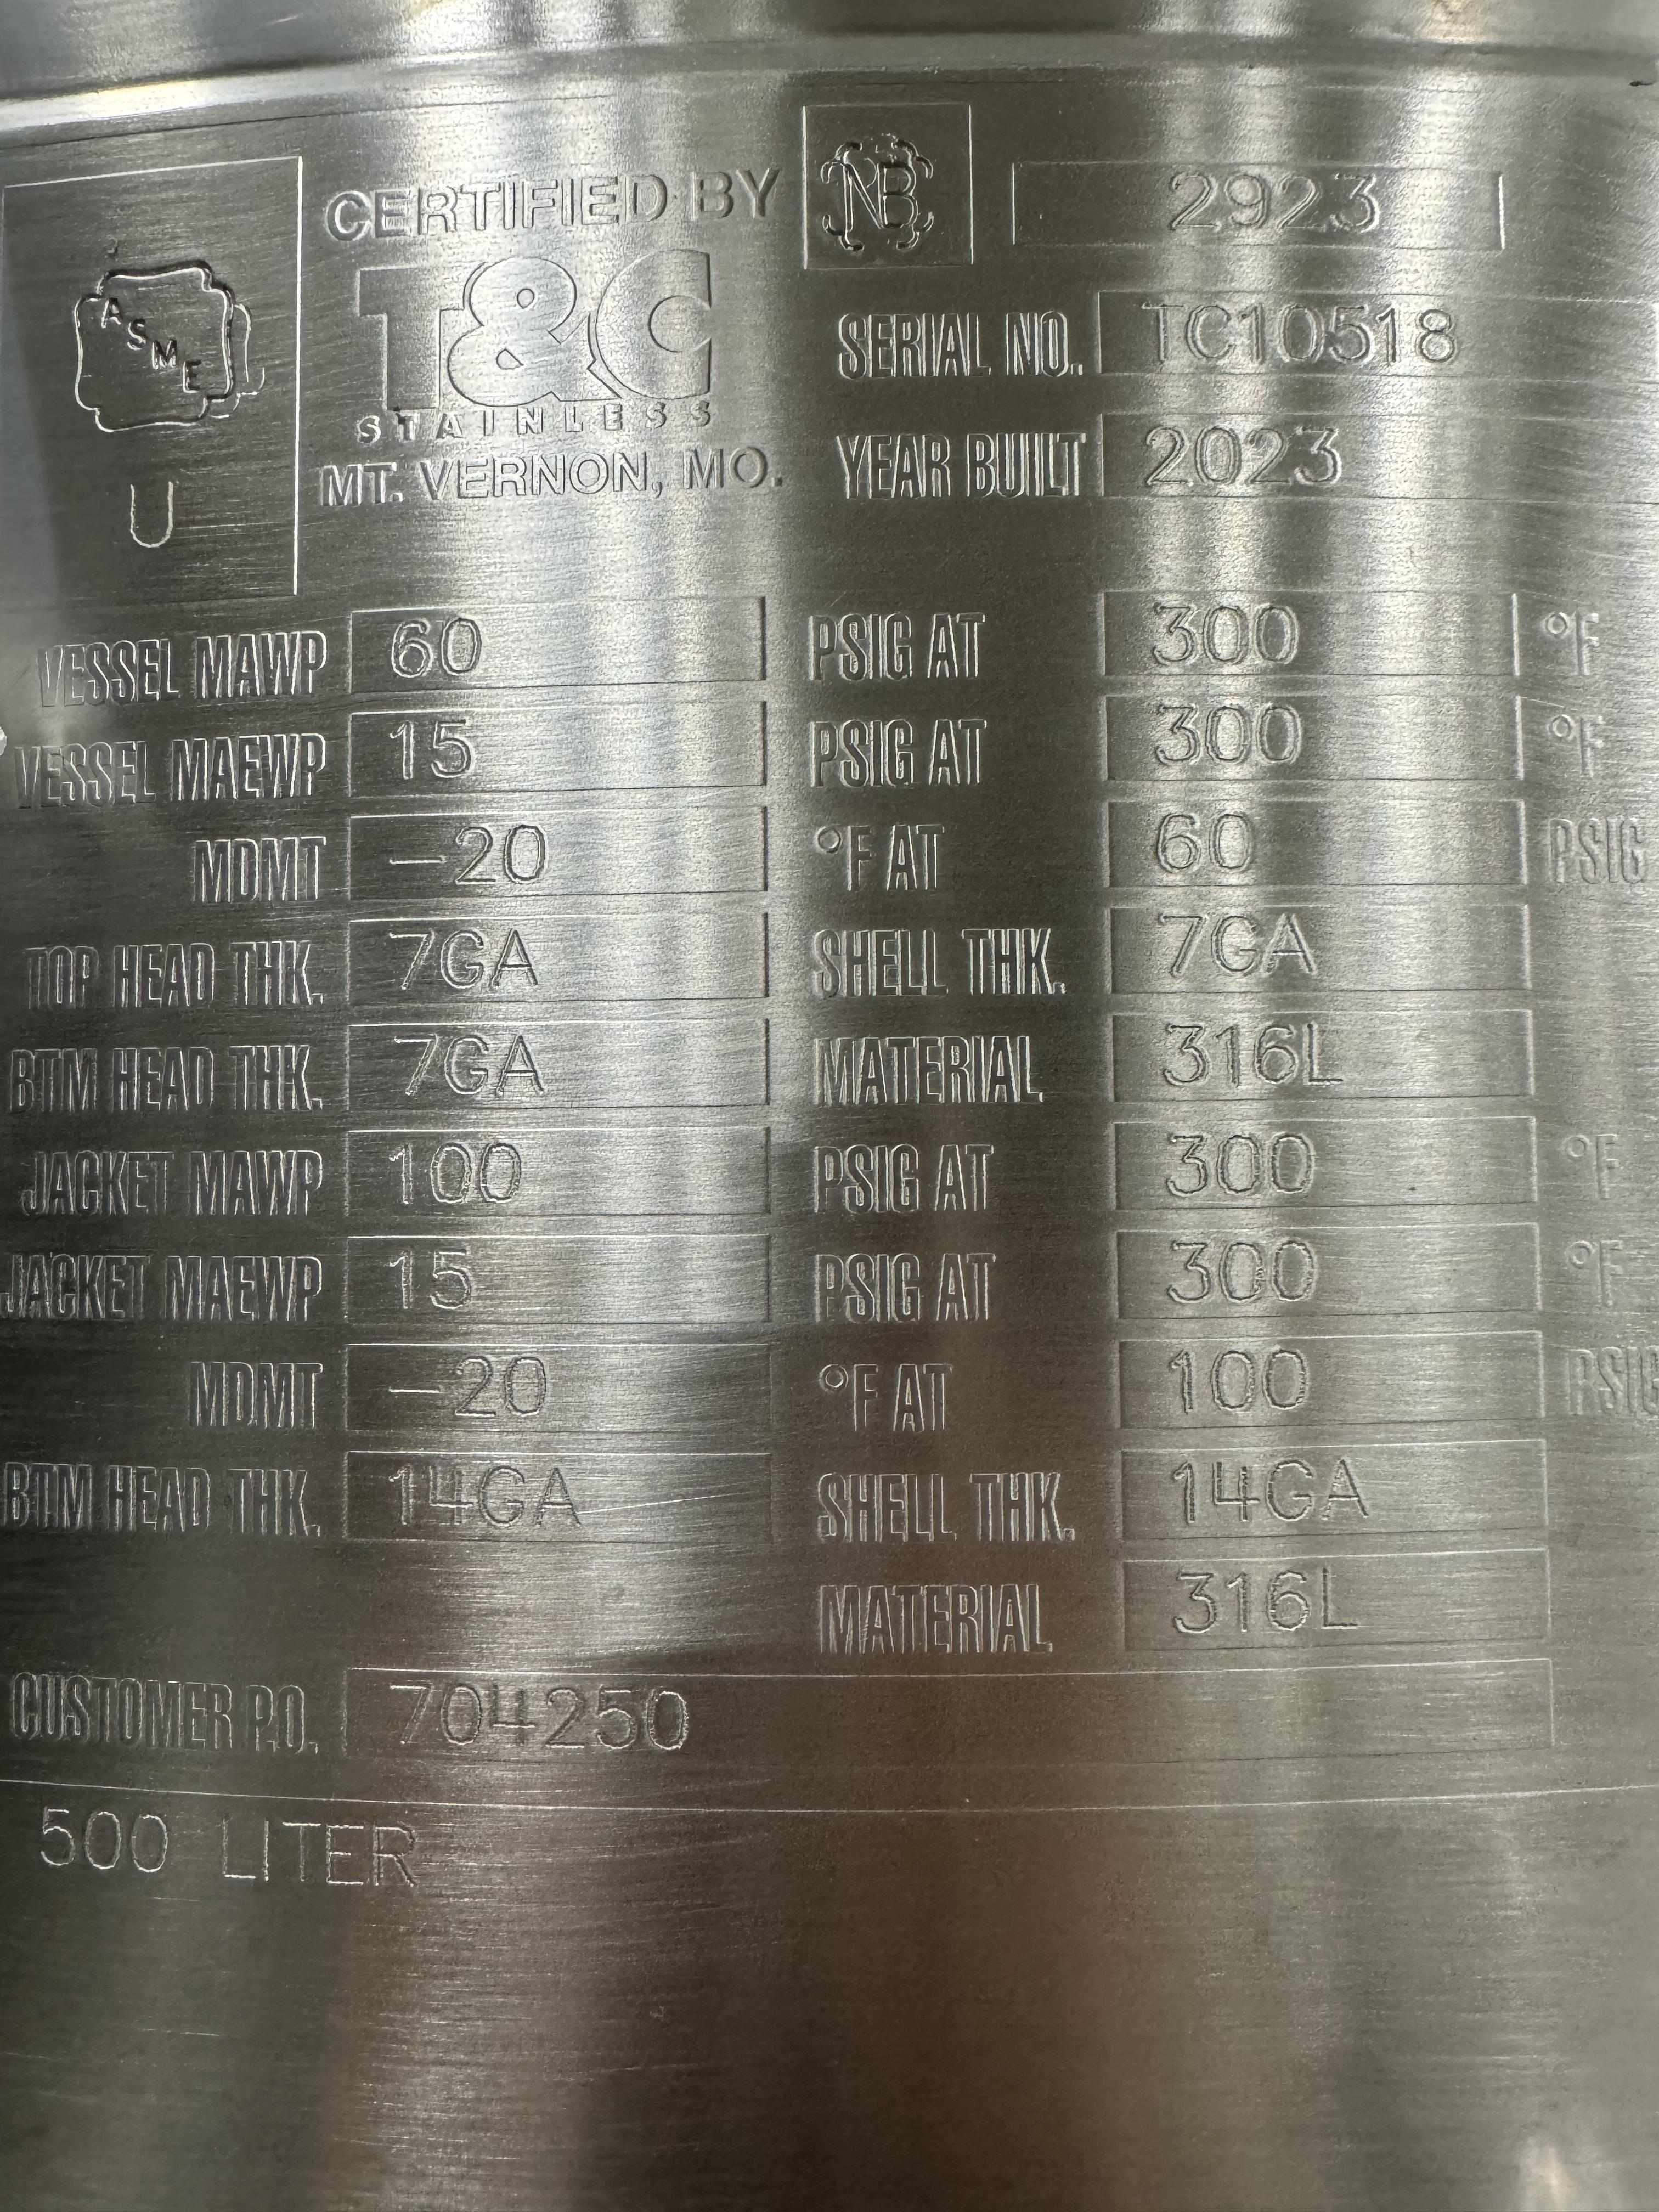 CERTIFIED BY NB 2923
ASME
U
T&C
STAINLESS
MT. VERNON, MO.
SERIAL NO. TC10518
YEAR BUILT 2023
VESSEL MAWP 60 PSIG AT 300 °F
VESSEL MAEWP 15 PSIG AT 300 °F
MDMT -20 °F AT 60 PSIG
TOP HEAD THK. 7GA SHELL THK. 7GA
BTM HEAD THK. 7GA MATERIAL 316L
JACKET MAWP 100 PSIG AT 300 °F
JACKET MAEWP 15 PSIG AT 300 °F
MDMT -20 °F AT 100 PSIG
BTM HEAD THK. 14GA SHELL THK. 14GA
MATERIAL 316L
CUSTOMER P.O. 704250
500 LITER